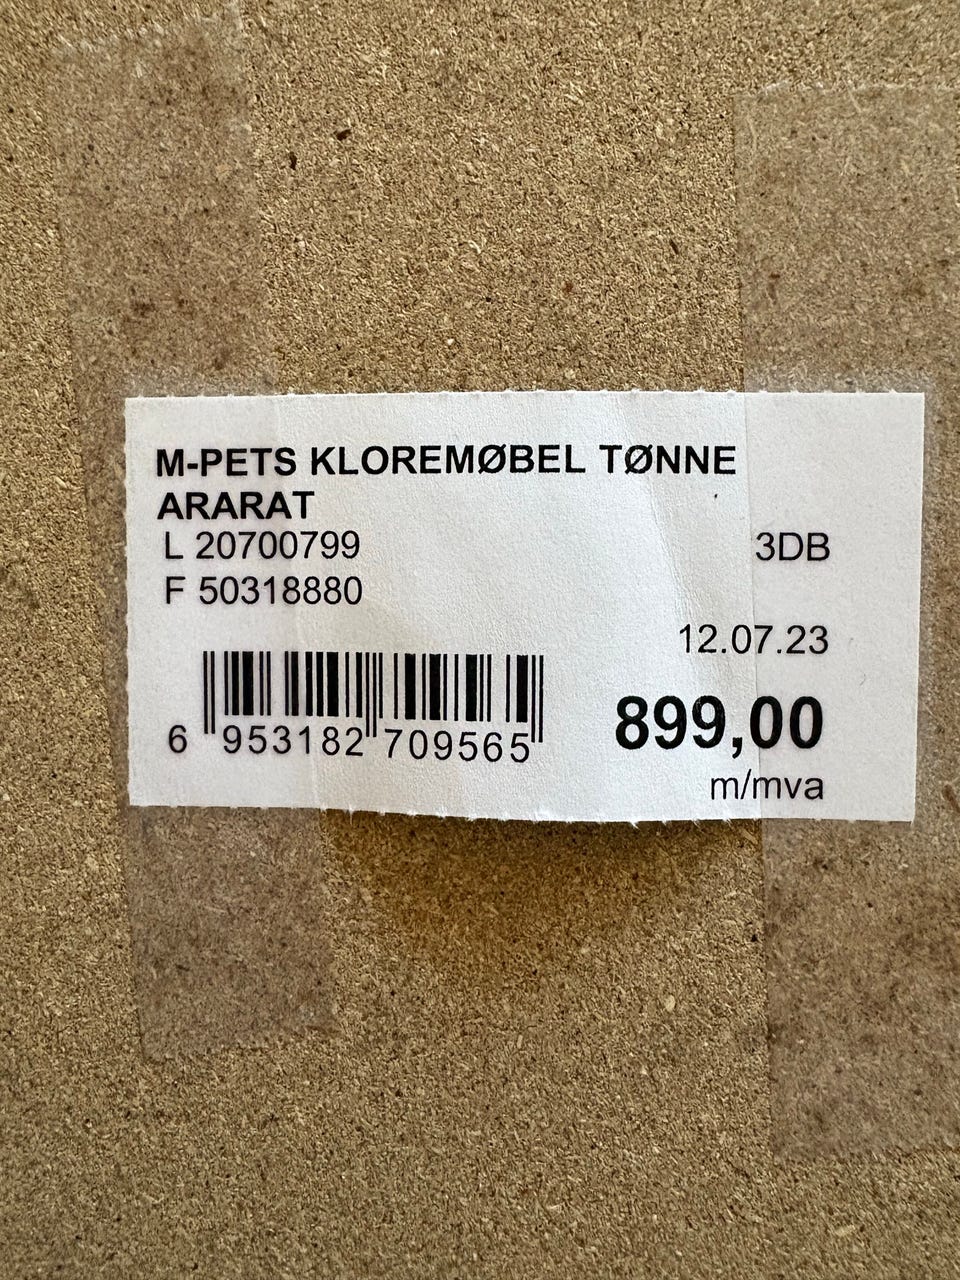 M-PETS KLOREMØBEL TØNNE
ARARAT
L 20700799 3DB
F 50318880
12.07.23
6 953182 709565
899,00
m/mva